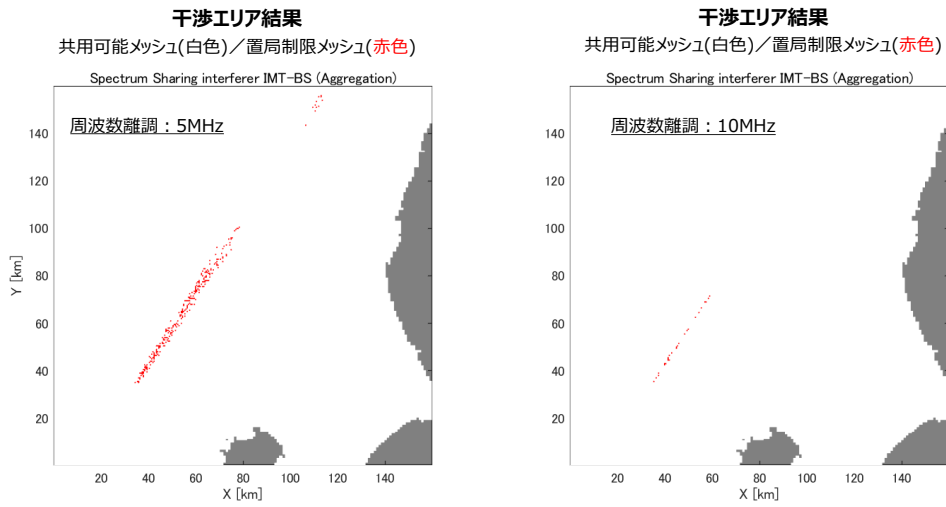 干渉エリア結果
共用可能メッシュ(白色)／置局制限メッシュ(赤色)
Spectrum Sharing interferer IMT-BS (Aggregation)
周波数離調：5MHz
140
120
100
80
60
40
20
Y [km]
20 40 60 80 100 120 140
X [km]
干渉エリア結果
共用可能メッシュ(白色)／置局制限メッシュ(赤色)
Spectrum Sharing interferer IMT-BS (Aggregation)
周波数離調：10MHz
140
120
100
80
60
40
20
20 40 60 80 100 120 140
X [km]